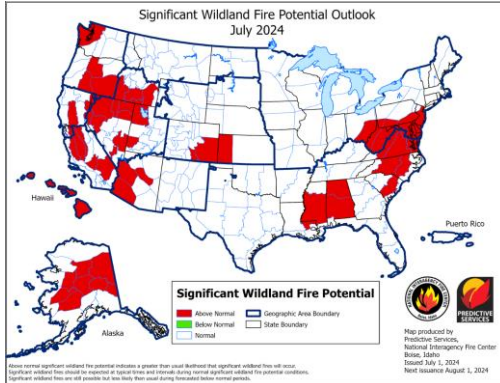 Significant Wildland Fire Potential Outlook
July 2024
Hawaii
Puerto Rico
Alaska
Significant Wildland Fire Potential
Above Normal
Below Normal
Normal
Geographic Area Boundary
State Boundary
NATIONAL INTERAGENCY FIRE CENTER
PREDICTIVE
SERVICES
Map produced by
Predictive Services,
National Interagency Fire Center
Boise, Idaho
Issued July 1, 2024
Next issuance August 1, 2024
Above normal significant wildland fire potential indicates a greater than usual likelihood that significant wildland fires will occur.
Significant wildland fires should be expected at typical times and intervals during normal significant wildland fire potential conditions.
Significant wildland fires are still possible but less likely than usual during forecasted below normal periods.